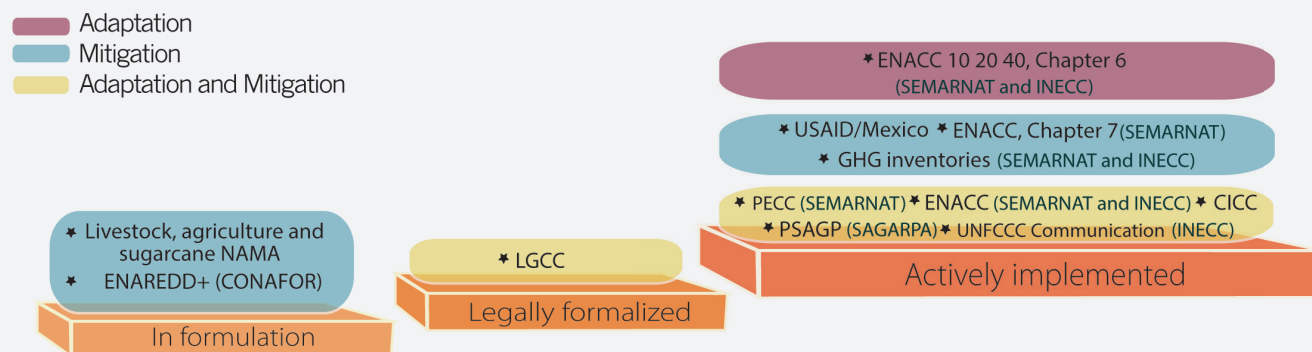 Adaptation
Mitigation
Adaptation and Mitigation
★ Livestock, agriculture and
sugarcane NAMA
★ ENAREDD+ (CONAFOR)
In formulation
★ LGCC
Legally formalized
★ ENACC 10 20 40, Chapter 6
(SEMARNAT and INECC)
★ USAID/Mexico ★ ENACC, Chapter 7 (SEMARNAT)
★ GHG inventories (SEMARNAT and INECC)
★ PECC (SEMARNAT) ★ ENACC (SEMARNAT and INECC) ★ CICC
★ PSAGP (SAGARPA) ★ UNFCCC Communication (INECC)
Actively implemented